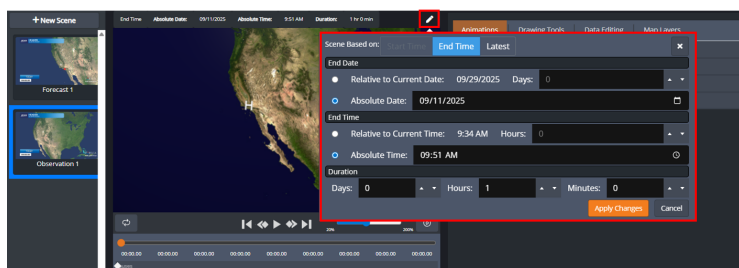 + New Scene
Forecast 1
Observation 1
End Time Absolute Date: 09/11/2025 Absolute Time: 9:51 AM Duration: 1 hr 0 min
Animations Drawing Tools Data Editing Map Layers
Scene Based on: Start Time End Time Latest ×
End Date
Relative to Current Date: 09/29/2025 Days: 0
Absolute Date: 09/11/2025
End Time
Relative to Current Time: 9:34 AM Hours: 0
Absolute Time: 09:51 AM
Duration
Days: 0 Hours: 1 Minutes: 0
Apply Changes Cancel
H
20% 200%
00:00.00 00:00.00 00:00.00 00:00.00 00:00.00 00:00.00 00:00.00 00:00.00 00:00.00